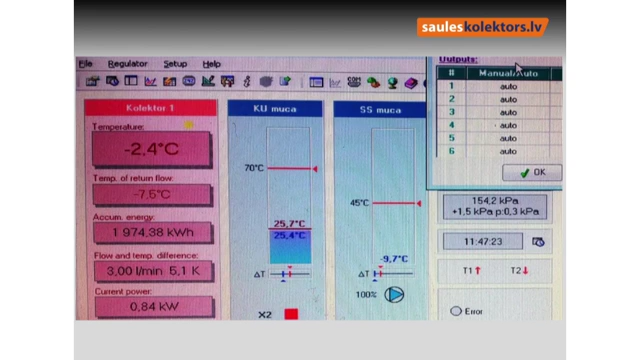 sauleskolektors.lv
File Regulator Setup Help
Outputs:
# Manual/Auto
1 auto
2 auto
3 auto
4 auto
5 auto
6 auto
OK
Kolektor 1
Temperature:
-2,4°C
Temp. of return flow:
-7,5°C
Accum. energy:
1 974,38 kWh
Flow and temp. difference:
3,00 l/min 5,1 K
Current power:
0,84 kW
KU muca
70°C
25,7°C
25,4°C
ΔT
X2
SS muca
45°C
-9,7°C
ΔT
100%
154,2 kPa
+1,5 kPa p:0,3 kPa
11:47:23
T1 T2
Error